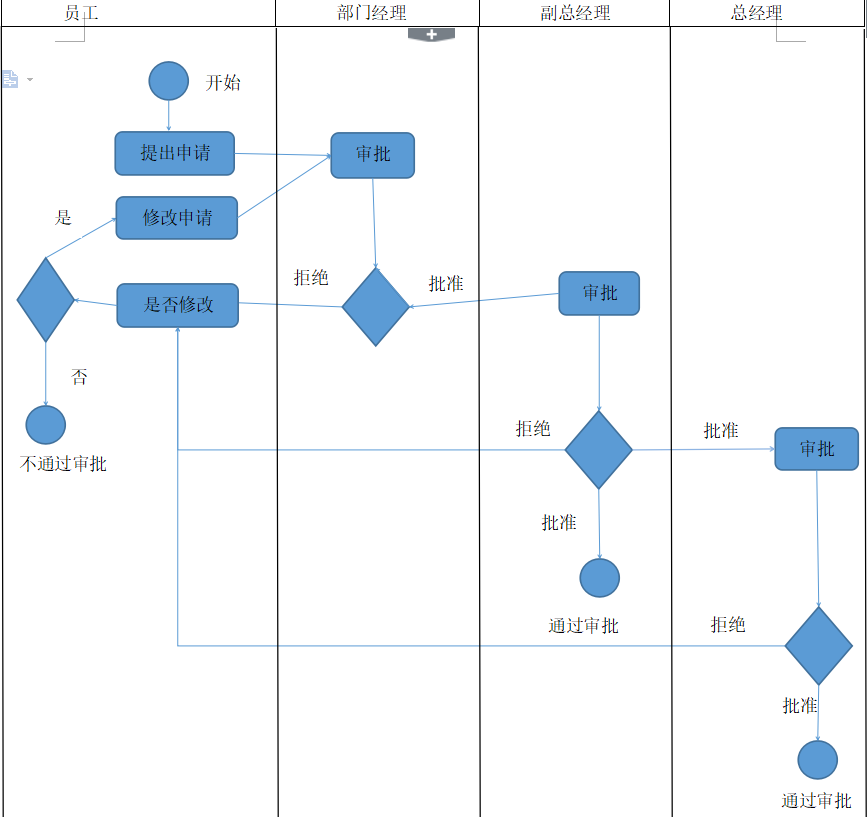 员工
部门经理
副总经理
总经理
开始
提出申请
审批
修改申请
是
拒绝
批准
审批
是否修改
否
不通过审批
拒绝
批准
审批
批准
通过审批
拒绝
批准
通过审批